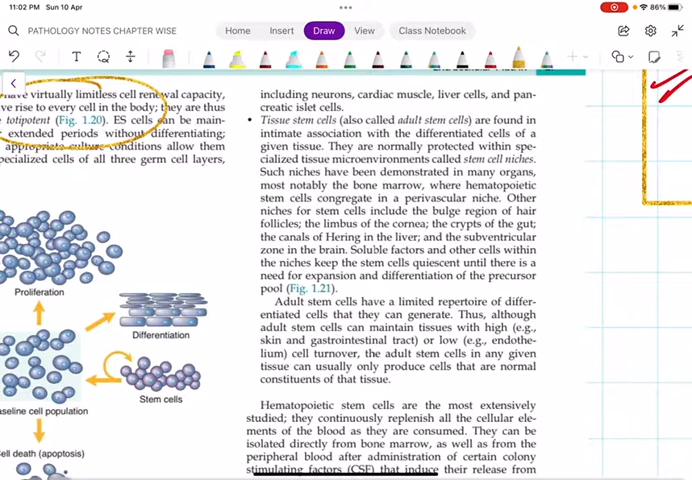 11:02 PM Sun 10 Apr
86%
PATHOLOGY NOTES CHAPTER WISE
Home
Insert
Draw
View
Class Notebook
have virtually limitless cell renewal capacity,
ve rise to every cell in the body; they are thus
totipotent (Fig. 1.20). ES cells can be main-
extended periods without differentiating;
appropriate culture conditions allow them
pecialized cells of all three germ cell layers,
Proliferation
Differentiation
Stem cells
aseline cell population
Cell death (apoptosis)
including neurons, cardiac muscle, liver cells, and pan-
creatic islet cells.
• Tissue stem cells (also called adult stem cells) are found in
intimate association with the differentiated cells of a
given tissue. They are normally protected within spe-
cialized tissue microenvironments called stem cell niches.
Such niches have been demonstrated in many organs,
most notably the bone marrow, where hematopoietic
stem cells congregate in a perivascular niche. Other
niches for stem cells include the bulge region of hair
follicles; the limbus of the cornea; the crypts of the gut;
the canals of Hering in the liver; and the subventricular
zone in the brain. Soluble factors and other cells within
the niches keep the stem cells quiescent until there is a
need for expansion and differentiation of the precursor
pool (Fig. 1.21).
Adult stem cells have a limited repertoire of differ-
entiated cells that they can generate. Thus, although
adult stem cells can maintain tissues with high (e.g.,
skin and gastrointestinal tract) or low (e.g., endothe-
lium) cell turnover, the adult stem cells in any given
tissue can usually only produce cells that are normal
constituents of that tissue.
Hematopoietic stem cells are the most extensively
studied; they continuously replenish all the cellular ele-
ments of the blood as they are consumed. They can be
isolated directly from bone marrow, as well as from the
peripheral blood after administration of certain colony
stimulating factors (CSF) that induce their release from